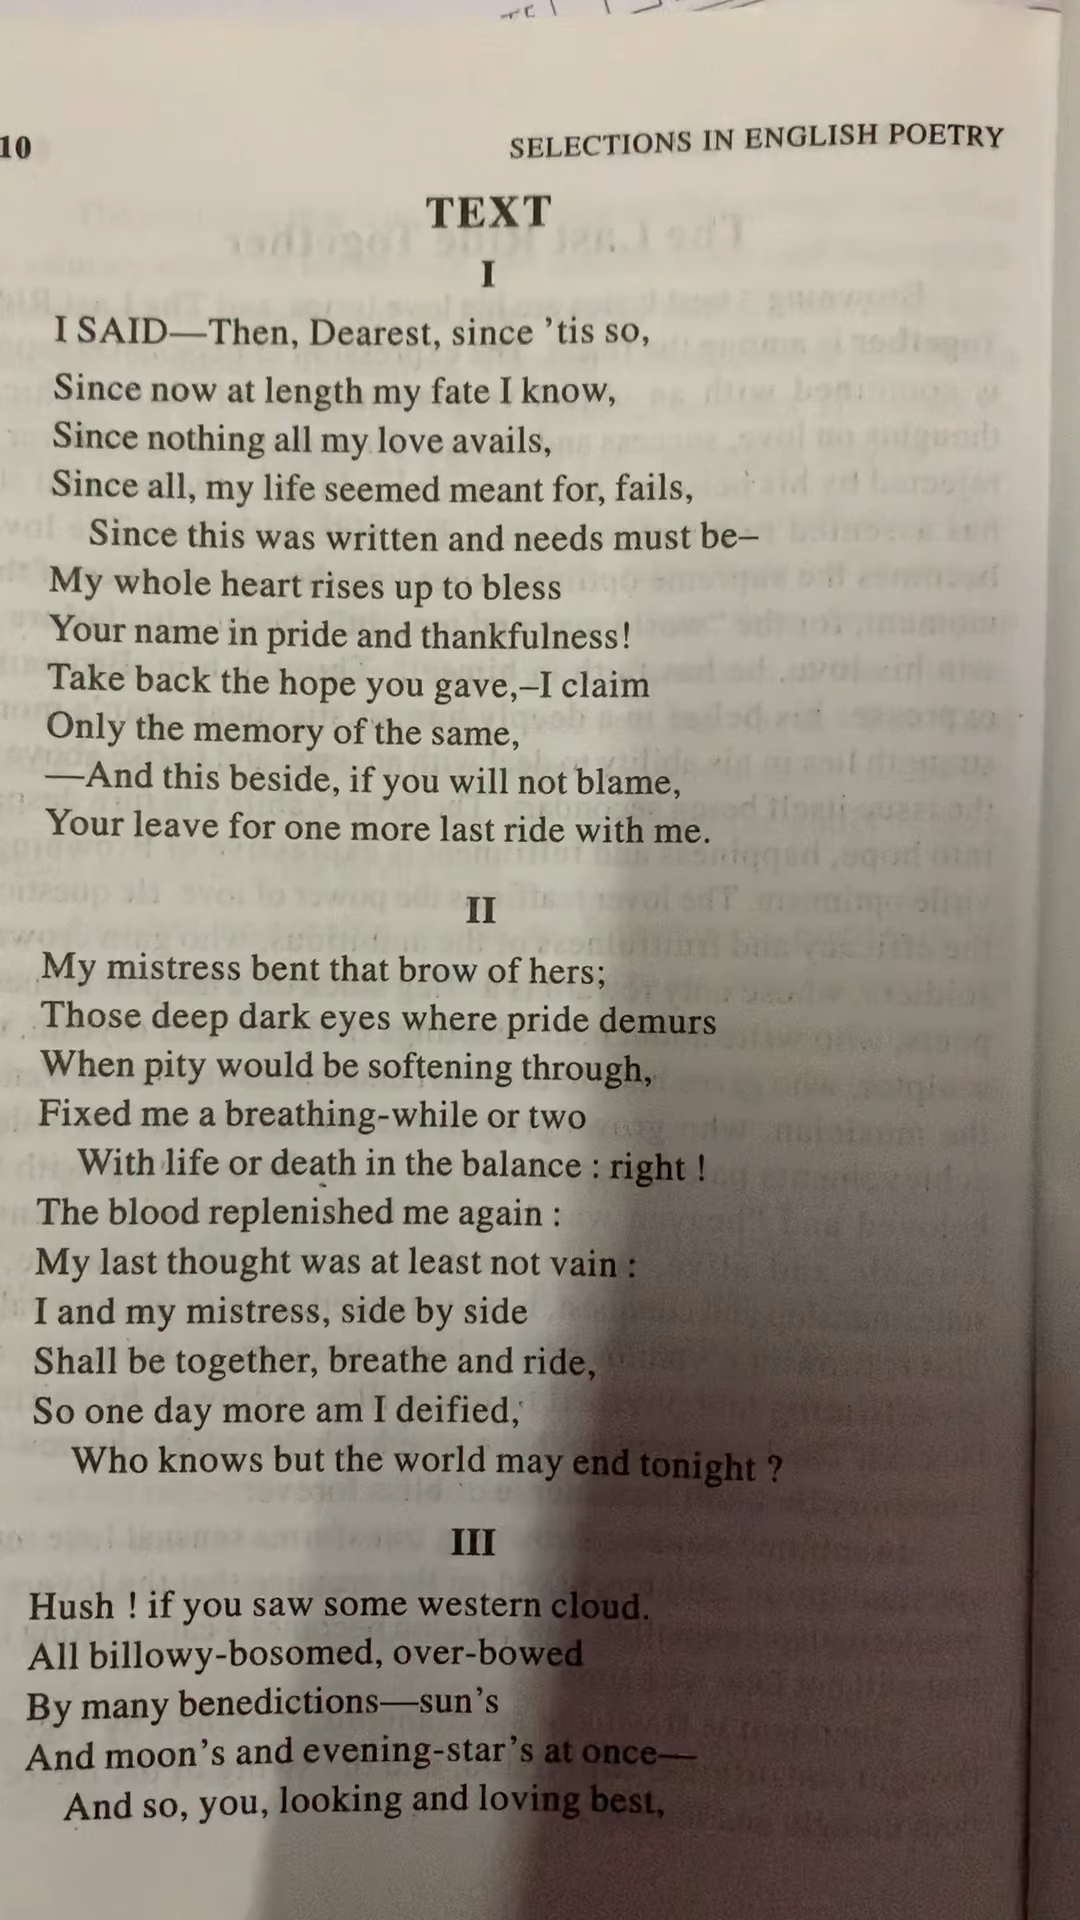 10
SELECTIONS IN ENGLISH POETRY
TEXT
I
I SAID—Then, Dearest, since ’tis so,
Since now at length my fate I know,
Since nothing all my love avails,
Since all, my life seemed meant for, fails,
Since this was written and needs must be–
My whole heart rises up to bless
Your name in pride and thankfulness!
Take back the hope you gave,–I claim
Only the memory of the same,
—And this beside, if you will not blame,
Your leave for one more last ride with me.
II
My mistress bent that brow of hers;
Those deep dark eyes where pride demurs
When pity would be softening through,
Fixed me a breathing-while or two
With life or death in the balance : right !
The blood replenished me again :
My last thought was at least not vain :
I and my mistress, side by side
Shall be together, breathe and ride,
So one day more am I deified,
Who knows but the world may end tonight ?
III
Hush ! if you saw some western cloud.
All billowy-bosomed, over-bowed
By many benedictions—sun’s
And moon’s and evening-star’s at once—
And so, you, looking and loving best,